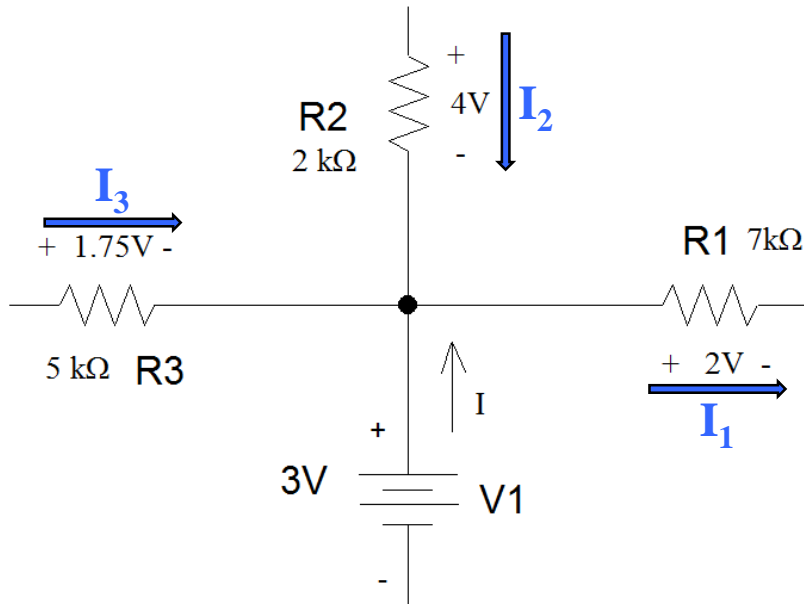 +
R2 4V I₂
2 kΩ -
I₃
+ 1.75V -
R1 7kΩ
5 kΩ R3
+ 2V -
I₁
I
+
3V V1
-